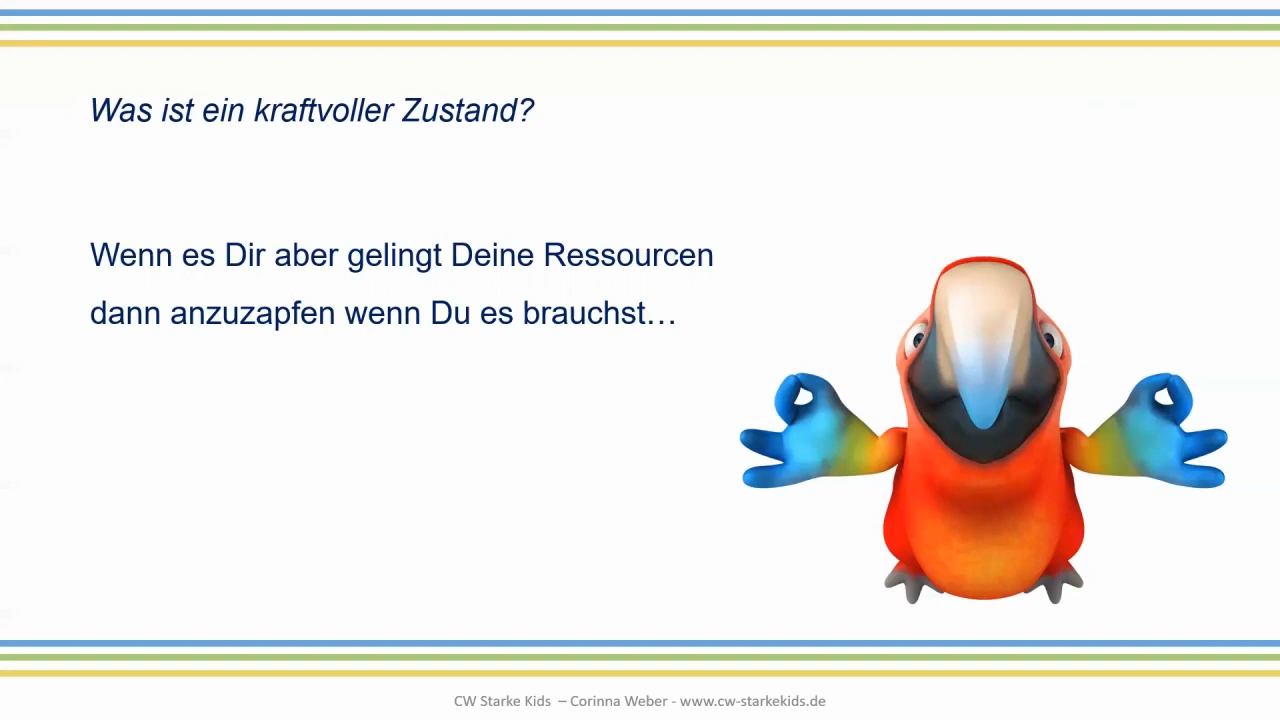 Was ist ein kraftvoller Zustand?
Wenn es Dir aber gelingt Deine Ressourcen
dann anzuzapfen wenn Du es brauchst…
CW Starke Kids – Corinna Weber - www.cw-starkekids.de